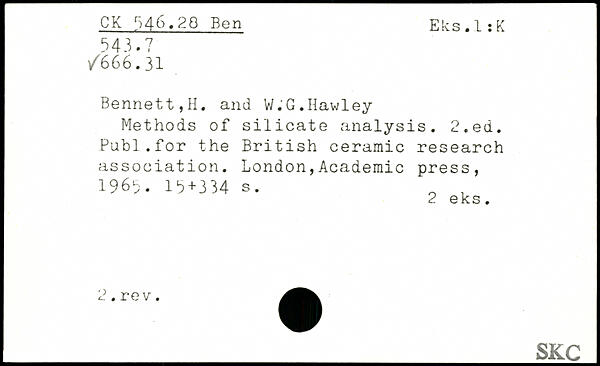 CK 546.28 Ben
Eks.1:K
543.7
√666.31
Bennett,H. and W.G.Hawley
Methods of silicate analysis. 2.ed.
Publ.for the British ceramic research
association. London,Academic press,
1965. 15+334 s.
2 eks.
2.rev.
SKC